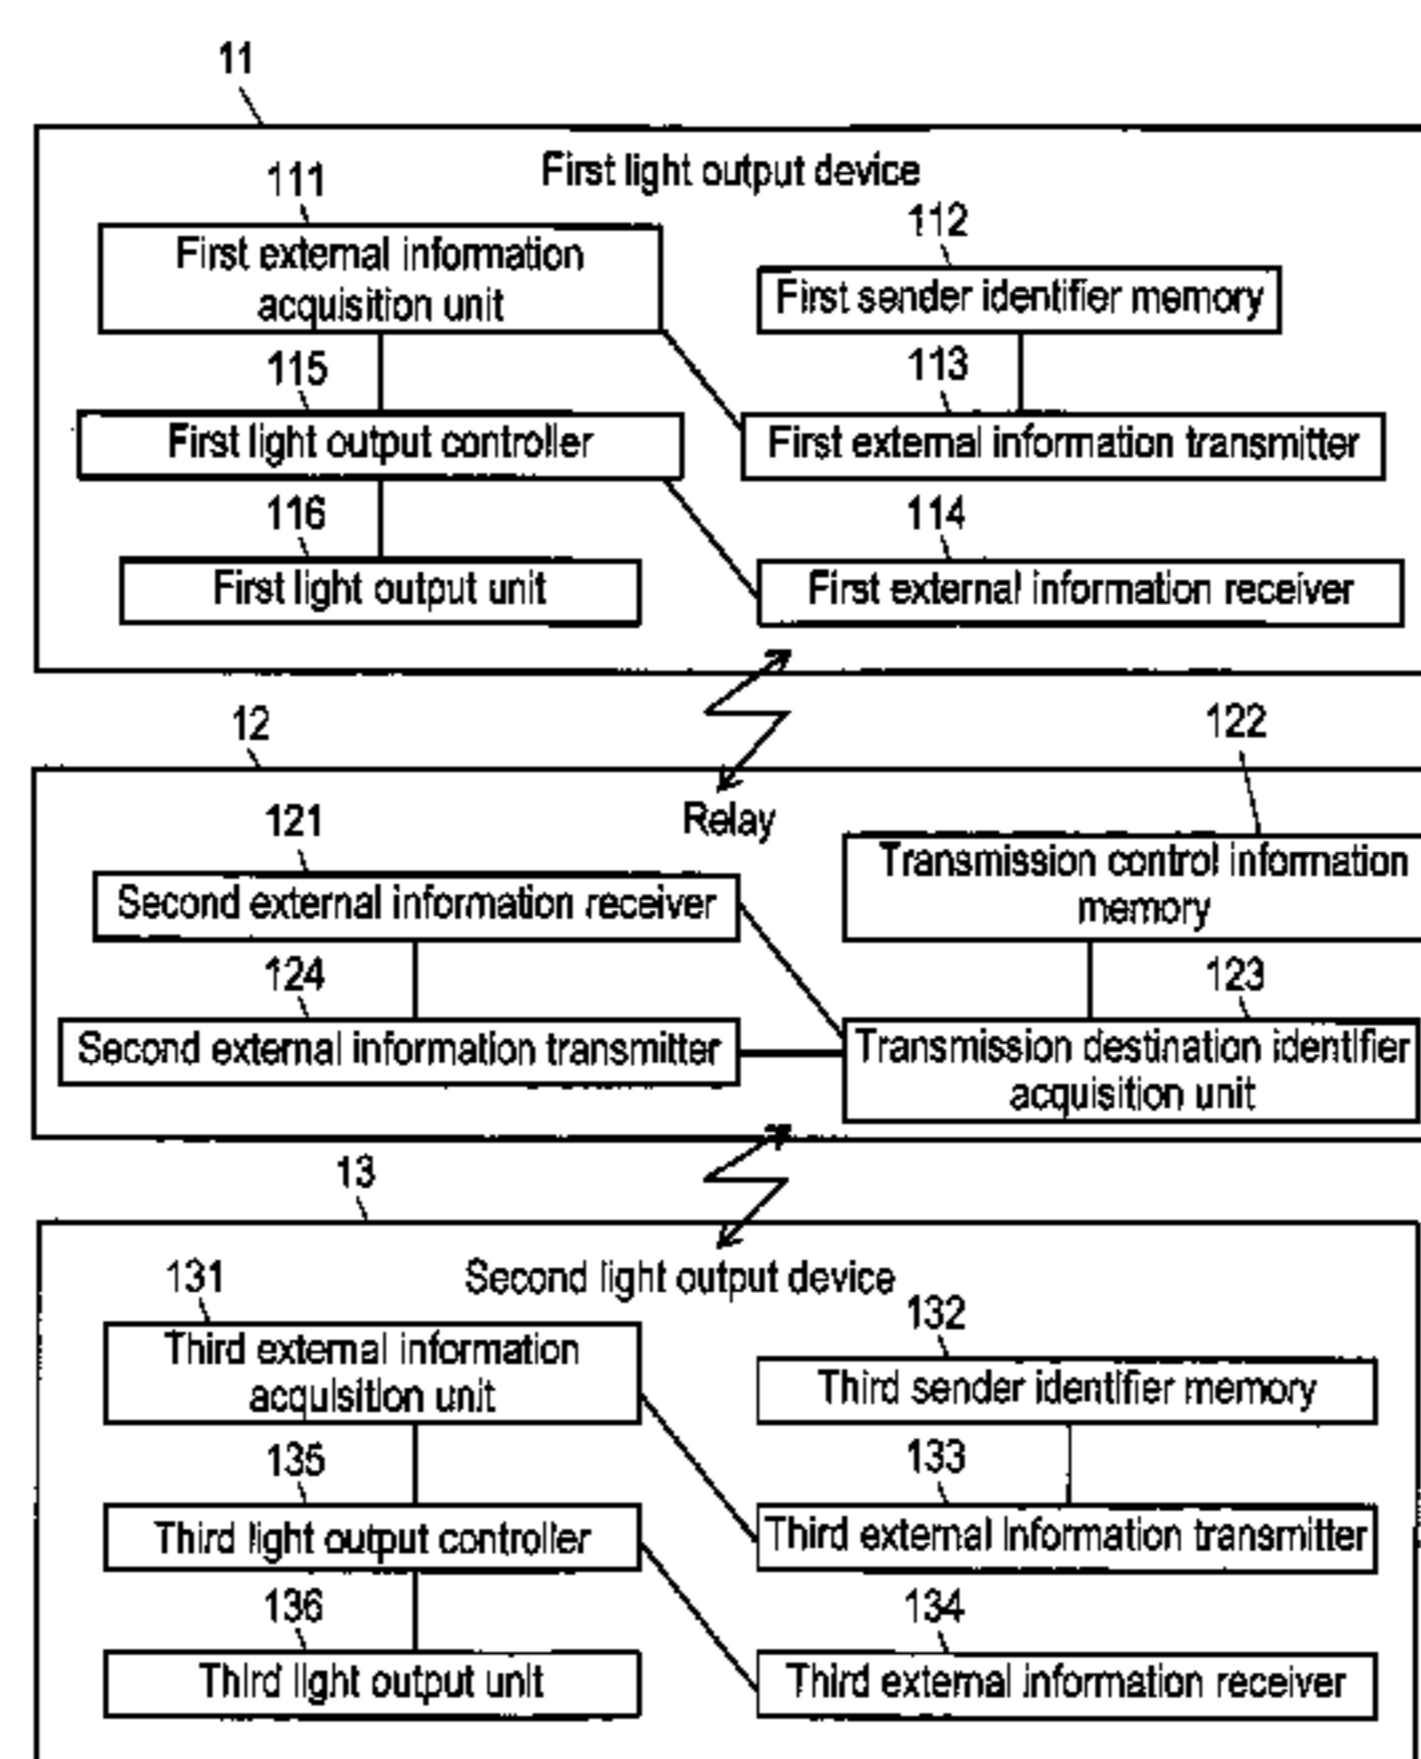 11
First light output device
111
First external information
acquisition unit
112
First sender identifier memory
115
First light output controller
113
First external information transmitter
116
First light output unit
114
First external information receiver
12
Relay
122
Transmission control information
memory
121
Second external information receiver
124
Second external information transmitter
123
Transmission destination identifier
acquisition unit
13
Second light output device
131
Third external information
acquisition unit
132
Third sender identifier memory
135
Third light output controller
133
Third external information transmitter
136
Third light output unit
134
Third external information receiver